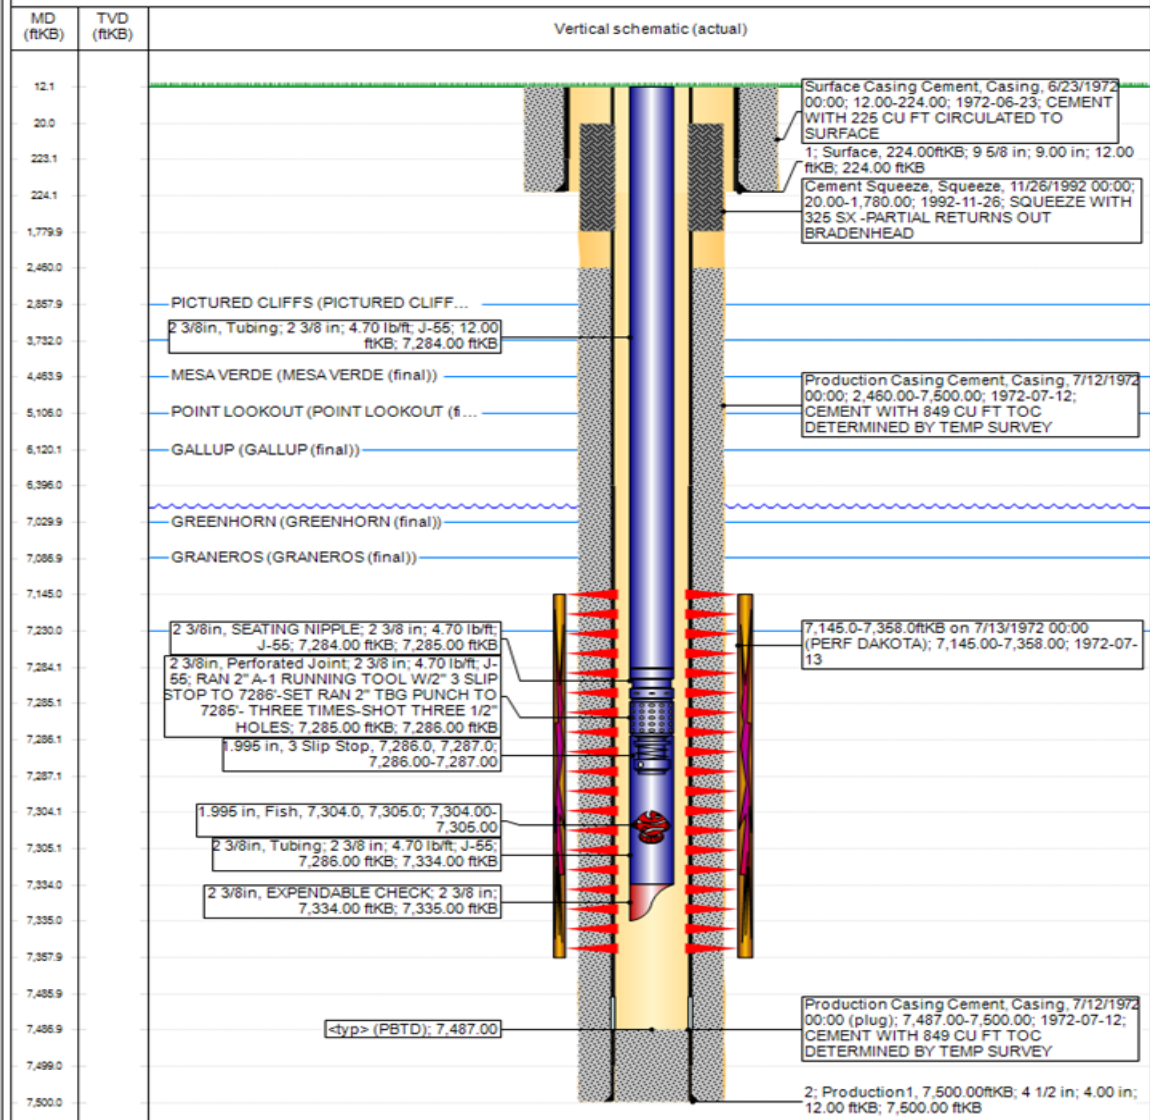 MD
(ftKB)
TVD
(ftKB)
Vertical schematic (actual)
12.1
20.0
223.1
224.1
1,779.9
2,460.0
2,857.9
3,732.0
4,463.9
5,106.0
6,120.1
6,396.0
7,029.9
7,086.9
7,145.0
7,230.0
7,284.1
7,285.1
7,286.1
7,287.1
7,304.1
7,305.1
7,334.0
7,335.0
7,357.9
7,485.9
7,486.9
7,499.0
7,500.0
PICTURED CLIFFS (PICTURED CLIFF...
2 3/8in, Tubing; 2 3/8 in; 4.70 lb/ft; J-55; 12.00
ftKB; 7,284.00 ftKB
MESA VERDE (MESA VERDE (final))
POINT LOOKOUT (POINT LOOKOUT (fi...
GALLUP (GALLUP (final))
GREENHORN (GREENHORN (final))
GRANEROS (GRANEROS (final))
2 3/8in, SEATING NIPPLE; 2 3/8 in; 4.70 lb/ft;
J-55; 7,284.00 ftKB; 7,285.00 ftKB
2 3/8in, Perforated Joint; 2 3/8 in; 4.70 lb/ft; J-
55; RAN 2" A-1 RUNNING TOOL W/2" 3 SLIP
STOP TO 7286'-SET RAN 2" TBG PUNCH TO
7285'- THREE TIMES-SHOT THREE 1/2"
HOLES; 7,285.00 ftKB; 7,286.00 ftKB
1.995 in, 3 Slip Stop, 7,286.0, 7,287.0;
7,286.00-7,287.00
1.995 in, Fish, 7,304.0, 7,305.0; 7,304.00-
7,305.00
2 3/8in, Tubing; 2 3/8 in; 4.70 lb/ft; J-55;
7,286.00 ftKB; 7,334.00 ftKB
2 3/8in, EXPENDABLE CHECK; 2 3/8 in;
7,334.00 ftKB; 7,335.00 ftKB
<typ> (PBTD); 7,487.00
Surface Casing Cement, Casing, 6/23/1972
00:00; 12.00-224.00; 1972-06-23; CEMENT
WITH 225 CU FT CIRCULATED TO
SURFACE
1; Surface, 224.00ftKB; 9 5/8 in; 9.00 in; 12.00
ftKB; 224.00 ftKB
Cement Squeeze, Squeeze, 11/26/1992 00:00;
20.00-1,780.00; 1992-11-26; SQUEEZE WITH
325 SX -PARTIAL RETURNS OUT
BRADENHEAD
Production Casing Cement, Casing, 7/12/1972
00:00; 2,460.00-7,500.00; 1972-07-12;
CEMENT WITH 849 CU FT TOC
DETERMINED BY TEMP SURVEY
7,145.0-7,358.0ftKB on 7/13/1972 00:00
(PERF DAKOTA); 7,145.00-7,358.00; 1972-07-
13
Production Casing Cement, Casing, 7/12/1972
00:00 (plug); 7,487.00-7,500.00; 1972-07-12;
CEMENT WITH 849 CU FT TOC
DETERMINED BY TEMP SURVEY
2; Production1, 7,500.00ftKB; 4 1/2 in; 4.00 in;
12.00 ftKB; 7,500.00 ftKB